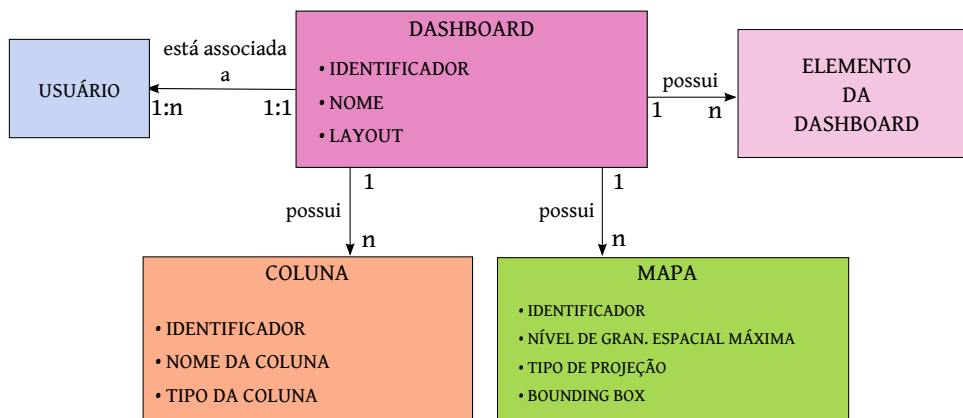 DASHBOARD
• IDENTIFICADOR
• NOME
• LAYOUT
está associada
a
USUÁRIO
1:n
1:1
possui
1
n
ELEMENTO
DA
DASHBOARD
1
possui
n
1
possui
n
COLUNA
• IDENTIFICADOR
• NOME DA COLUNA
• TIPO DA COLUNA
MAPA
• IDENTIFICADOR
• NÍVEL DE GRAN. ESPACIAL MÁXIMA
• TIPO DE PROJEÇÃO
• BOUNDING BOX